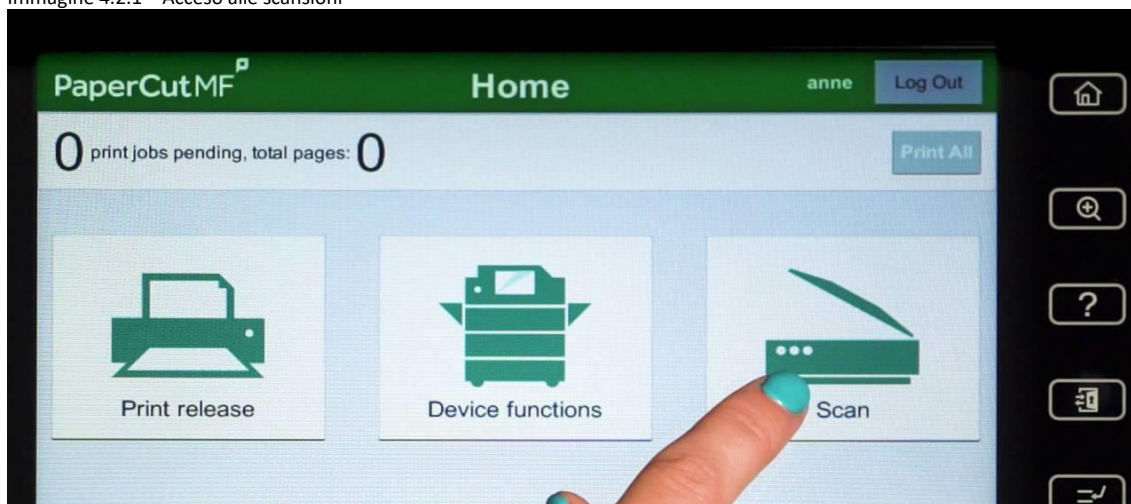 Immagine 4.2.1 – Acceso alle scansioni
PaperCutMF
Home
anne
Log Out
0 print jobs pending, total pages: 0
Print All
Print release
Device functions
Scan
?